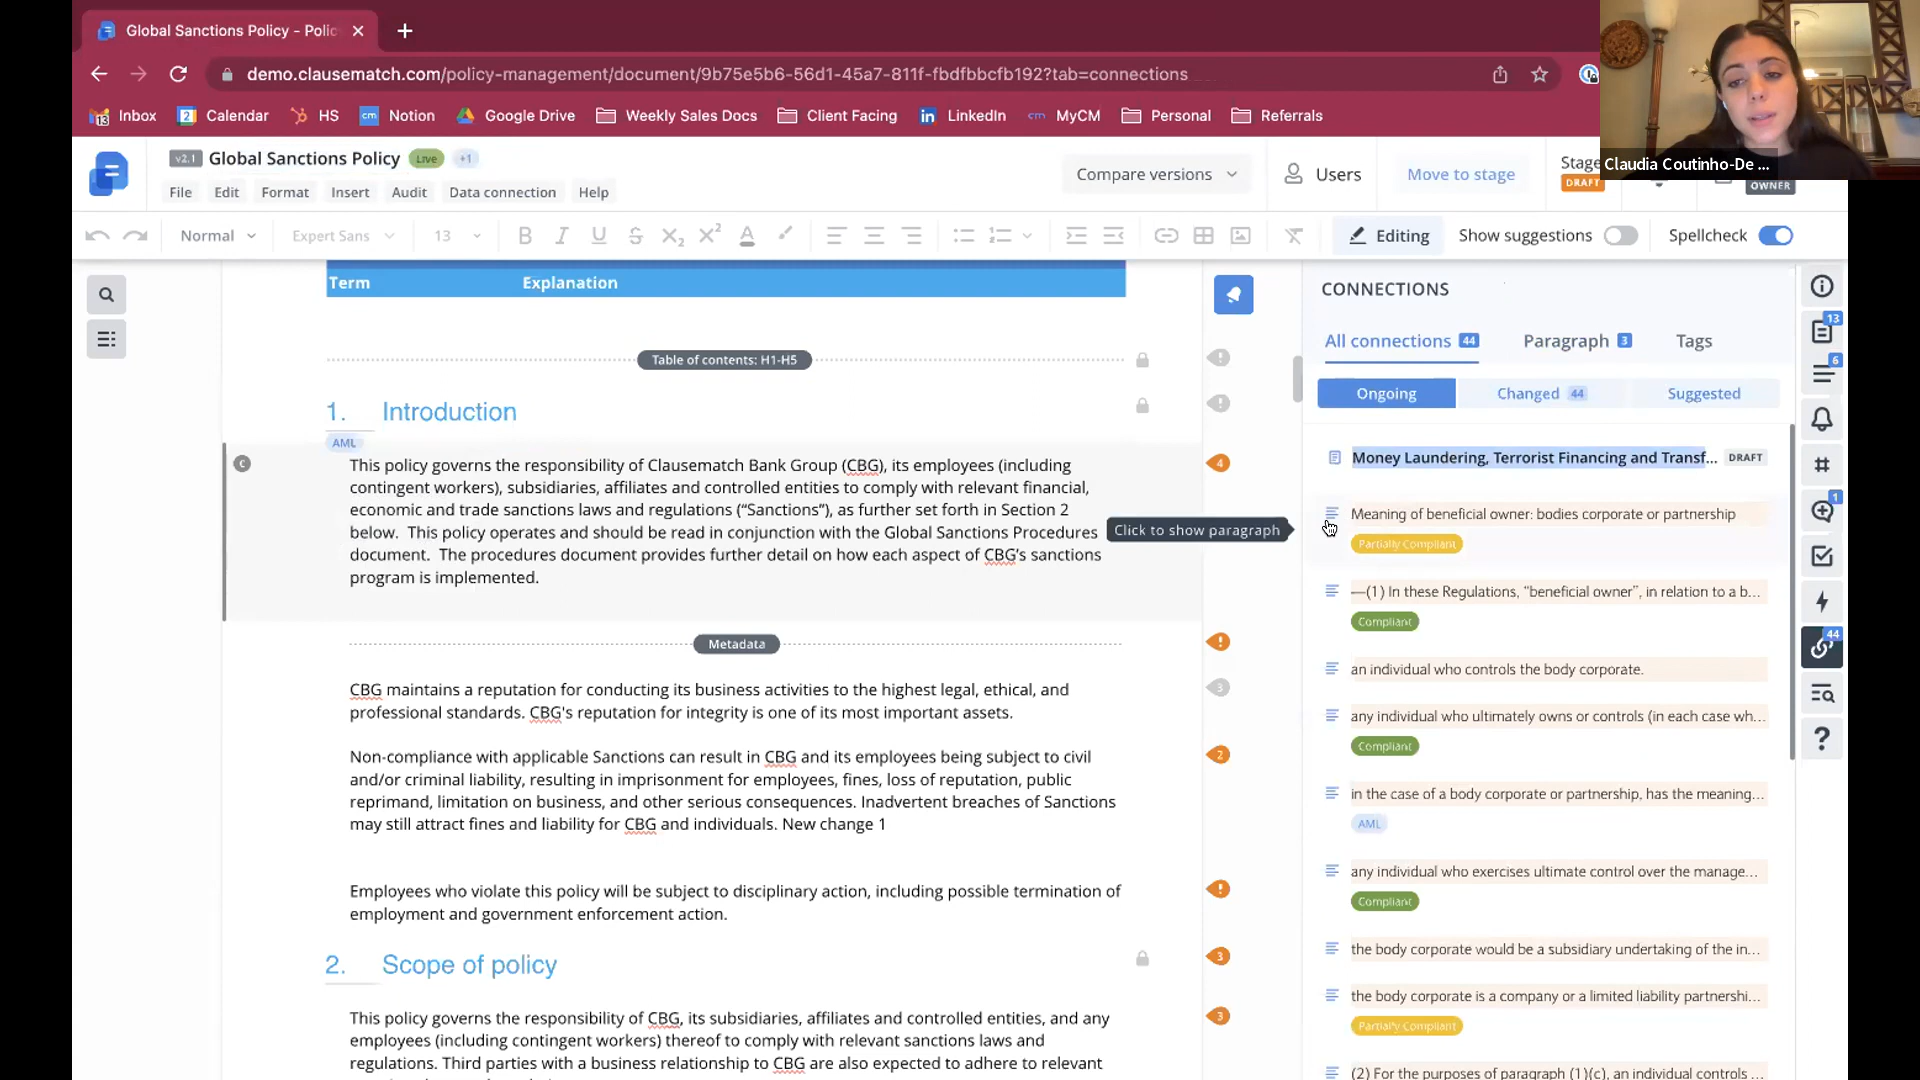 Global Sanctions Policy - Polic
demo.clausematch.com/policy-management/document/9b75e5b6-56d1-45a7-811f-fbdfbbcfb192?tab=connections
13
Inbox
2
Calendar
HS
cm
Notion
Google Drive
Weekly Sales Docs
Client Facing
in
LinkedIn
cm
MyCM
Personal
Referrals
Claudia Coutinho-De ...
v2.1
Global Sanctions Policy
Live
+1
File
Edit
Format
Insert
Audit
Data connection
Help
Compare versions
Users
Move to stage
Stage
DRAFT
OWNER
Normal
Expert Sans
13
B
I
U
S
X2
X2
A
Editing
Show suggestions
Spellcheck
Term
Explanation
Table of contents: H1-H5
1. Introduction
AML
C
This policy governs the responsibility of Clausematch Bank Group (CBG), its employees (including
contingent workers), subsidiaries, affiliates and controlled entities to comply with relevant financial,
economic and trade sanctions laws and regulations (“Sanctions”), as further set forth in Section 2
below. This policy operates and should be read in conjunction with the Global Sanctions Procedures
document. The procedures document provides further detail on how each aspect of CBG’s sanctions
program is implemented.
4
Click to show paragraph
Metadata
!
CBG maintains a reputation for conducting its business activities to the highest legal, ethical, and
professional standards. CBG's reputation for integrity is one of its most important assets.
3
Non-compliance with applicable Sanctions can result in CBG and its employees being subject to civil
and/or criminal liability, resulting in imprisonment for employees, fines, loss of reputation, public
reprimand, limitation on business, and other serious consequences. Inadvertent breaches of Sanctions
may still attract fines and liability for CBG and individuals. New change 1
2
Employees who violate this policy will be subject to disciplinary action, including possible termination of
employment and government enforcement action.
!
2. Scope of policy
3
This policy governs the responsibility of CBG, its subsidiaries, affiliates and controlled entities, and any
employees (including contingent workers) thereof to comply with relevant sanctions laws and
regulations. Third parties with a business relationship to CBG are also expected to adhere to relevant
3
CONNECTIONS
All connections 44
Paragraph 3
Tags
Ongoing
Changed 44
Suggested
Money Laundering, Terrorist Financing and Transf...
DRAFT
Meaning of beneficial owner: bodies corporate or partnership
Partially Compliant
—(1) In these Regulations, “beneficial owner”, in relation to a b...
Compliant
an individual who controls the body corporate.
any individual who ultimately owns or controls (in each case wh...
Compliant
in the case of a body corporate or partnership, has the meaning...
AML
any individual who exercises ultimate control over the manage...
Compliant
the body corporate would be a subsidiary undertaking of the in...
the body corporate is a company or a limited liability partnershi...
Partially Compliant
(2) For the purposes of paragraph (1)(c), an individual controls ...
13
6
1
44